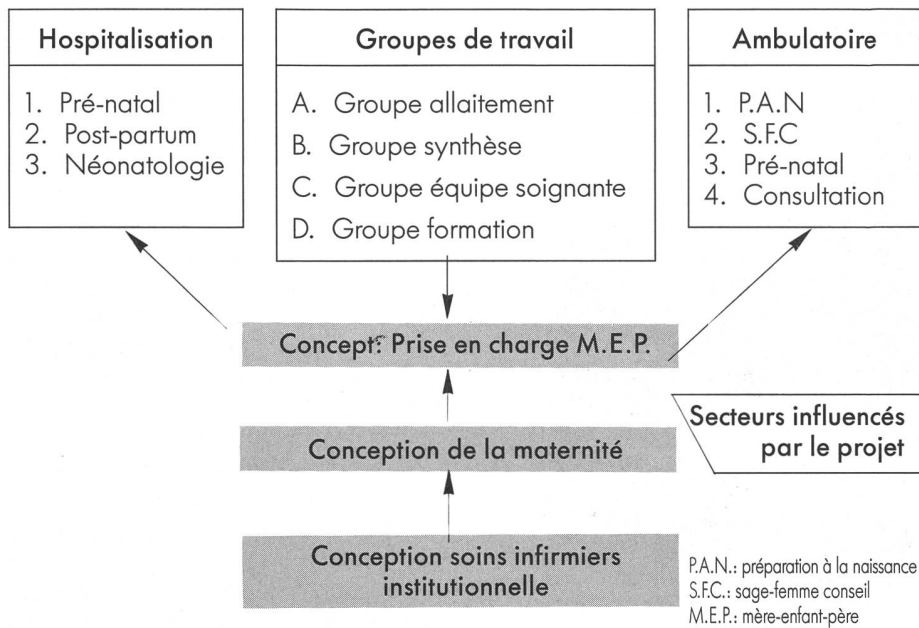 Hospitalisation
1. Pré-natal
2. Post-partum
3. Néonatologie
Groupes de travail
A. Groupe allaitement
B. Groupe synthèse
C. Groupe équipe soignante
D. Groupe formation
Ambulatoire
1. P.A.N
2. S.F.C
3. Pré-natal
4. Consultation
Concept: Prise en charge M.E.P.
Conception de la maternité
Secteurs influencés
par le projet
Conception soins infirmiers
institutionnelle
P.A.N.: préparation à la naissance
S.F.C.: sage-femme conseil
M.E.P.: mère-enfant-père